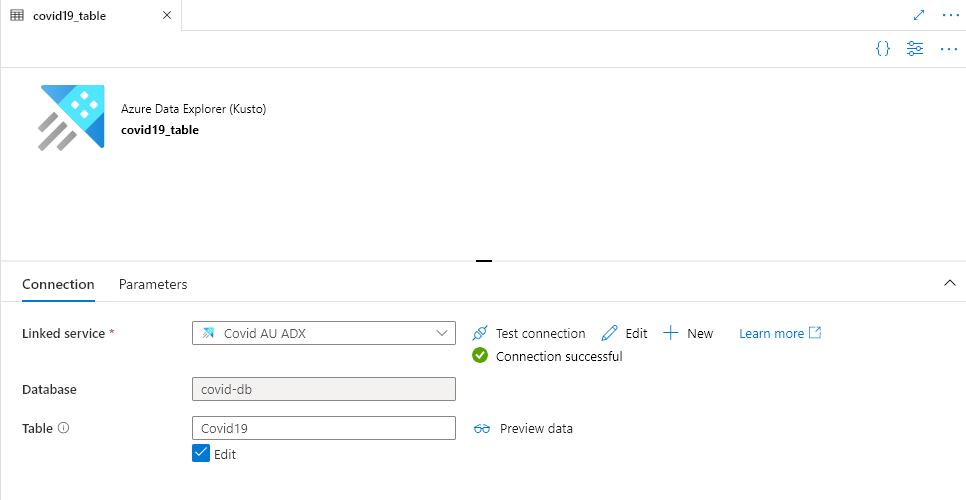 covid19_table
Azure Data Explorer (Kusto)
covid19_table
Connection Parameters
Linked service * Covid AU ADX Test connection Edit New Learn more
Connection successful
Database covid-db
Table Covid19 Preview data
Edit